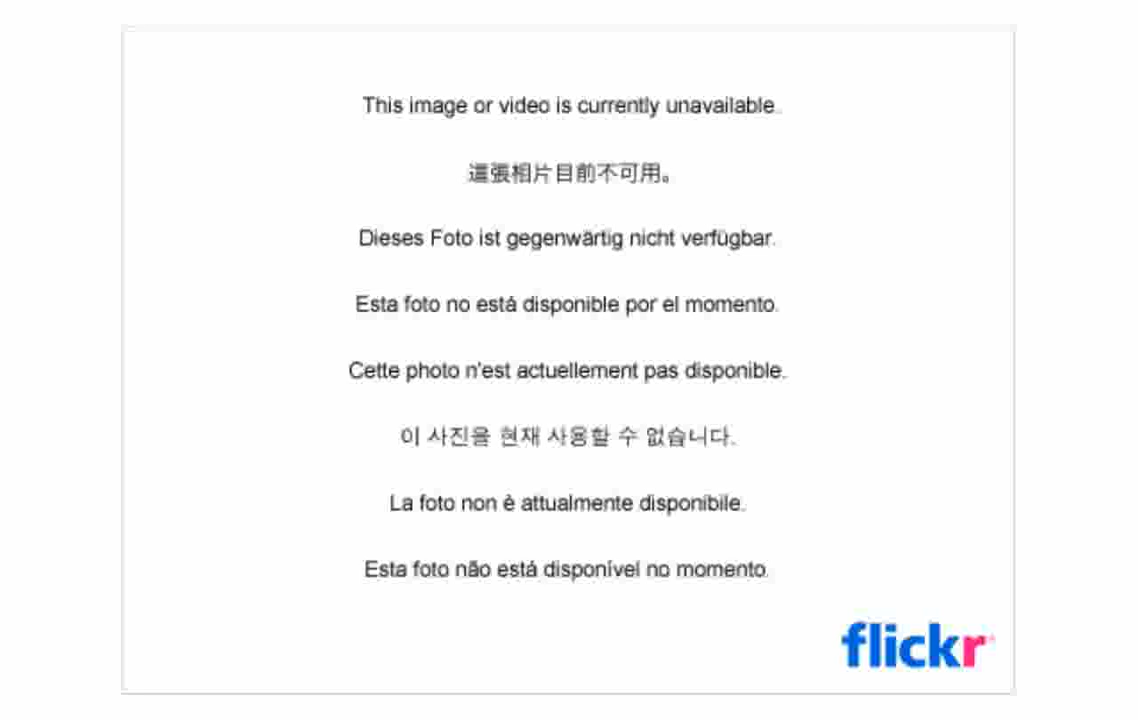 This image or video is currently unavailable.
這張相片目前不可用。
Dieses Foto ist gegenwärtig nicht verfügbar.
Esta foto no está disponible por el momento.
Cette photo n'est actuellement pas disponible.
이 사진을 현재 사용할 수 없습니다.
La foto non è attualmente disponibile.
Esta foto não está disponível no momento.
flickr